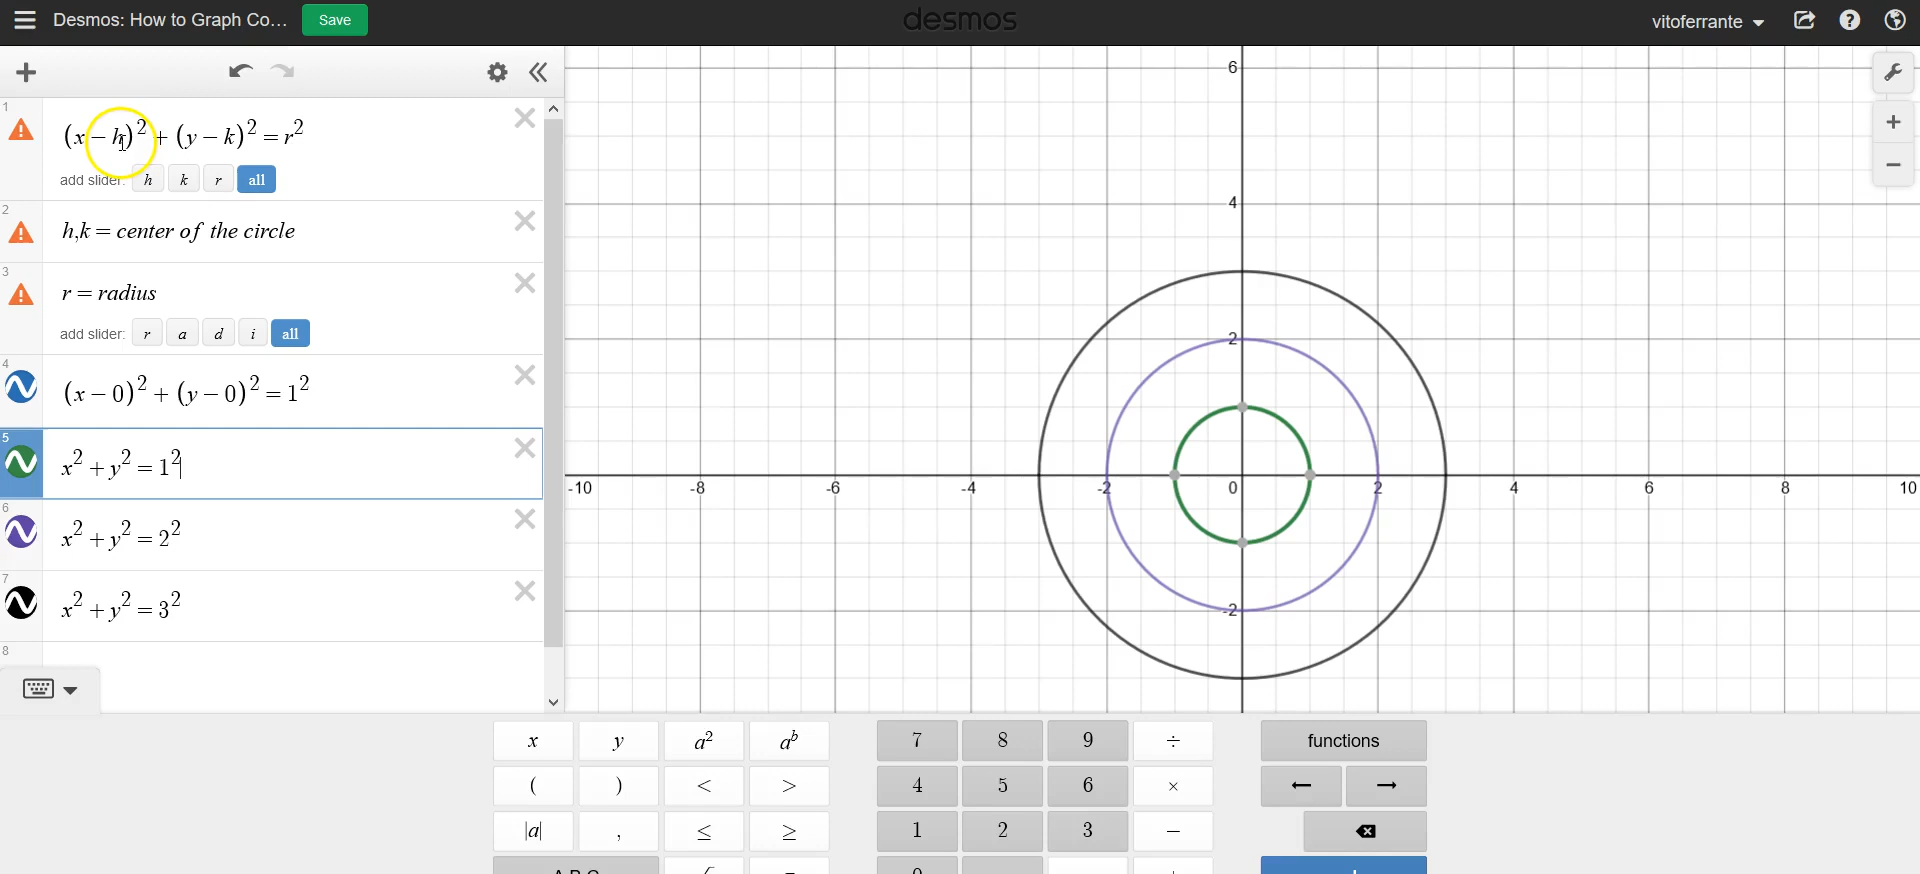 Desmos: How to Graph Co... Save desmos vitoferrante ?
1
(x − h)² + (y − k)² = r²
add slider: h k r all
2
h,k = center of the circle
3
r = radius
add slider: r a d i all
4
(x − 0)² + (y − 0)² = 1²
5
x² + y² = 1²
6
x² + y² = 2²
7
x² + y² = 3²
8
6
4
2
-10 -8 -6 -4 -2 0 2 4 6 8 10
-2
+
−
x y a² aᵇ 7 8 9 ÷ functions
( ) < > 4 5 6 × ← →
|a| , ≤ ≥ 1 2 3 −